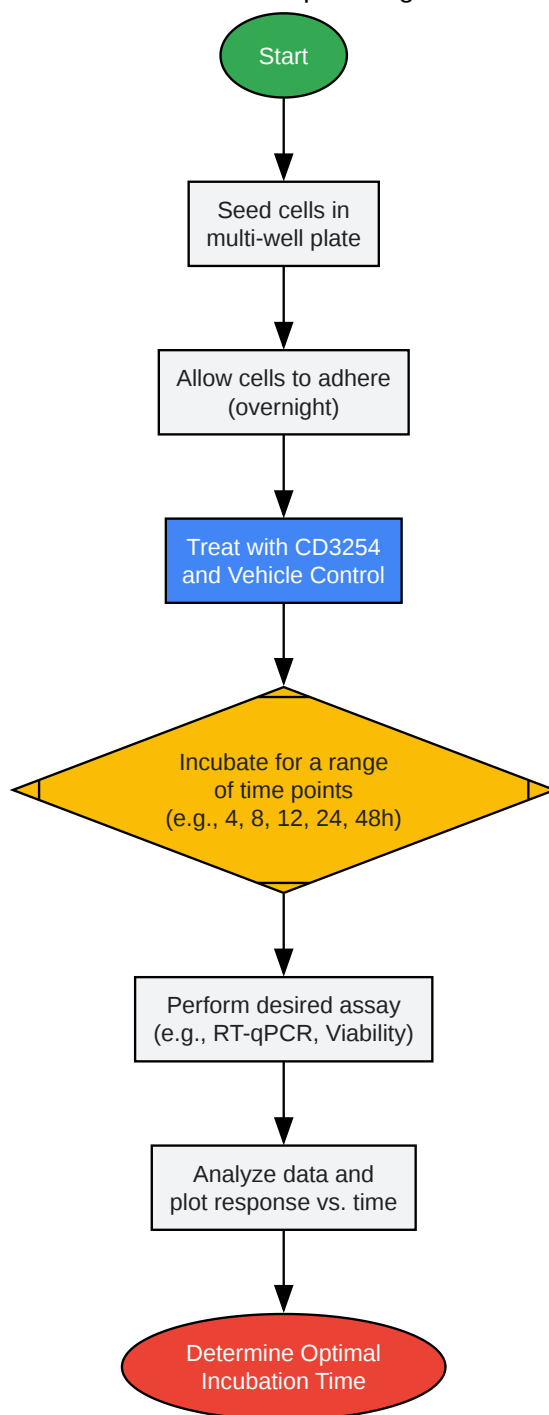 Start
Seed cells in
multi-well plate
Allow cells to adhere
(overnight)
Treat with CD3254
and Vehicle Control
Incubate for a range
of time points
(e.g., 4, 8, 12, 24, 48h)
Perform desired assay
(e.g., RT-qPCR, Viability)
Analyze data and
plot response vs. time
Determine Optimal
Incubation Time